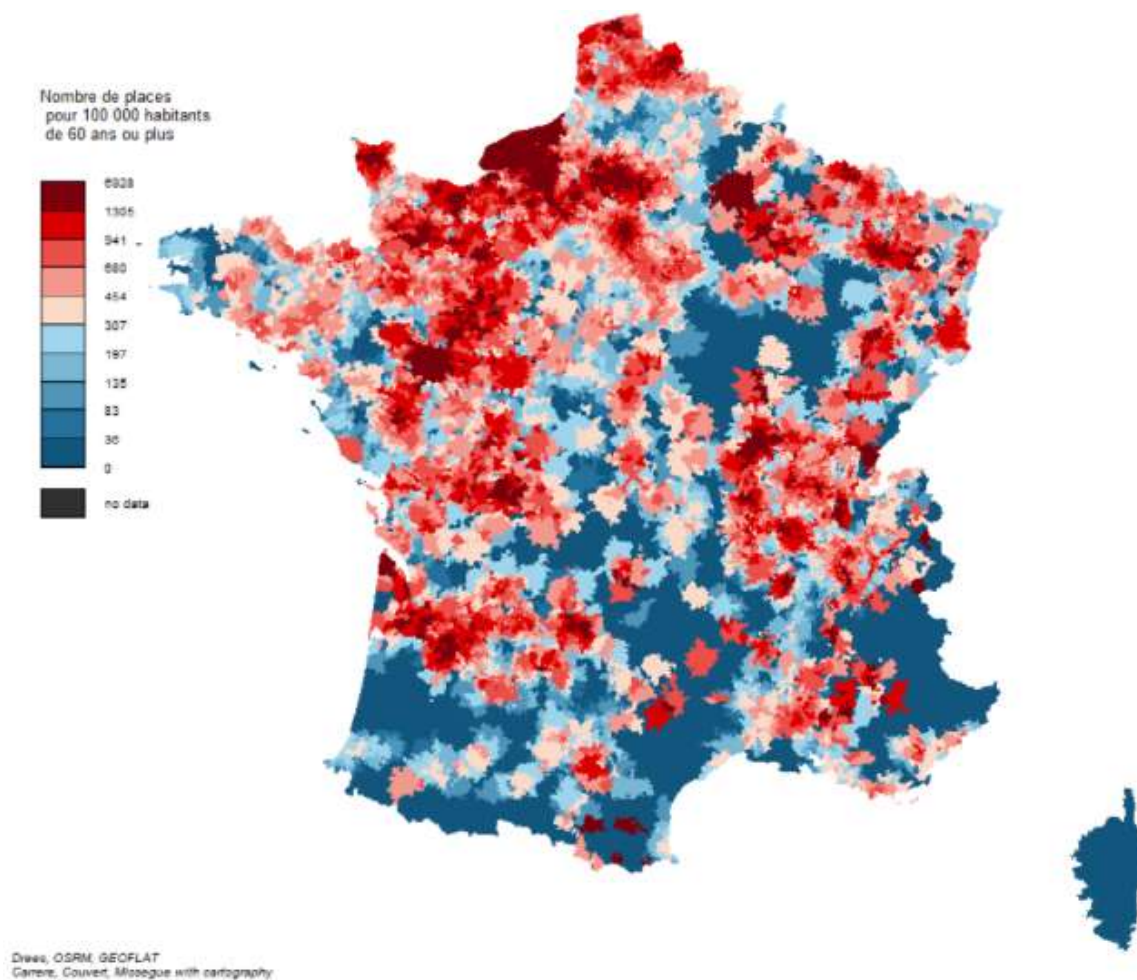 Nombre de places
pour 100 000 habitants
de 60 ans ou plus
6928
1305
941
680
454
307
197
135
83
36
0
no data
Drees, OSRM, GEOFLAT
Carrere, Couvert, Missegue with cartography